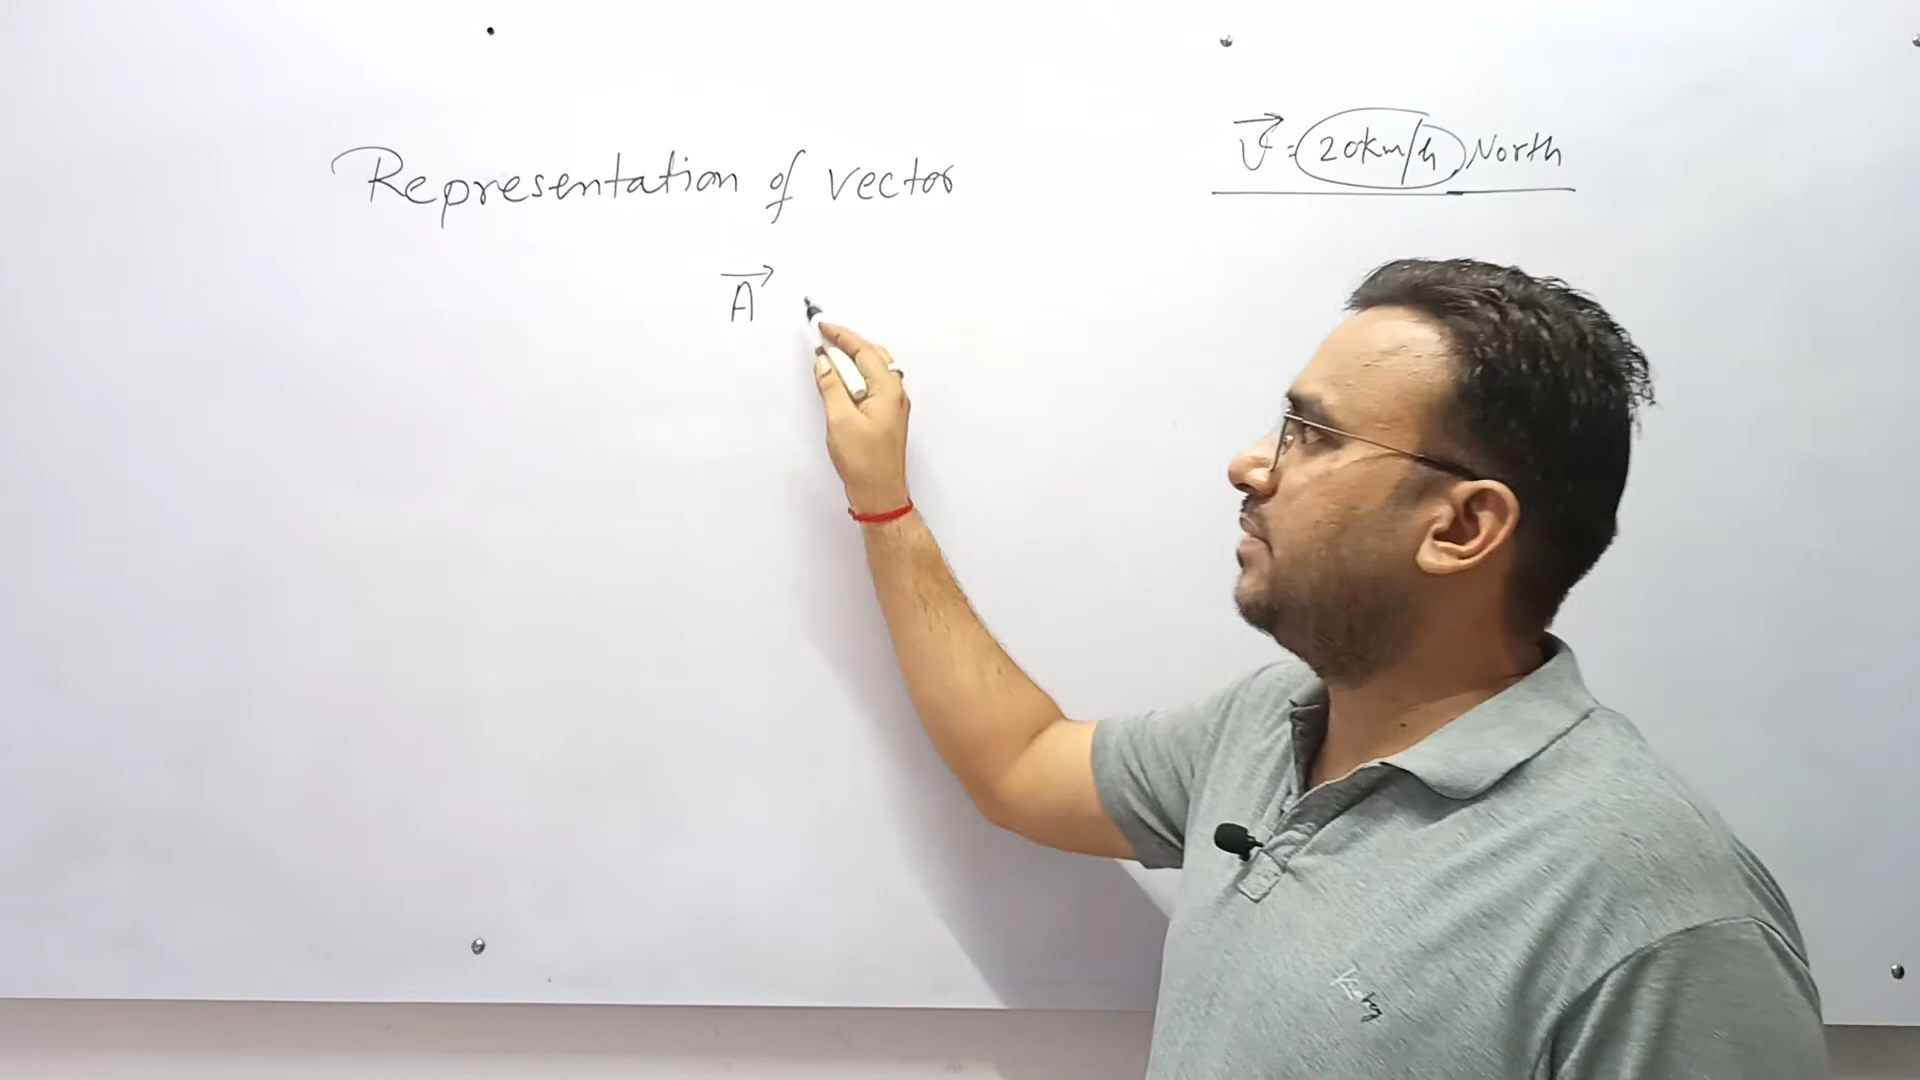 Representation of vector
v⃗ = 20km/h, North
A⃗